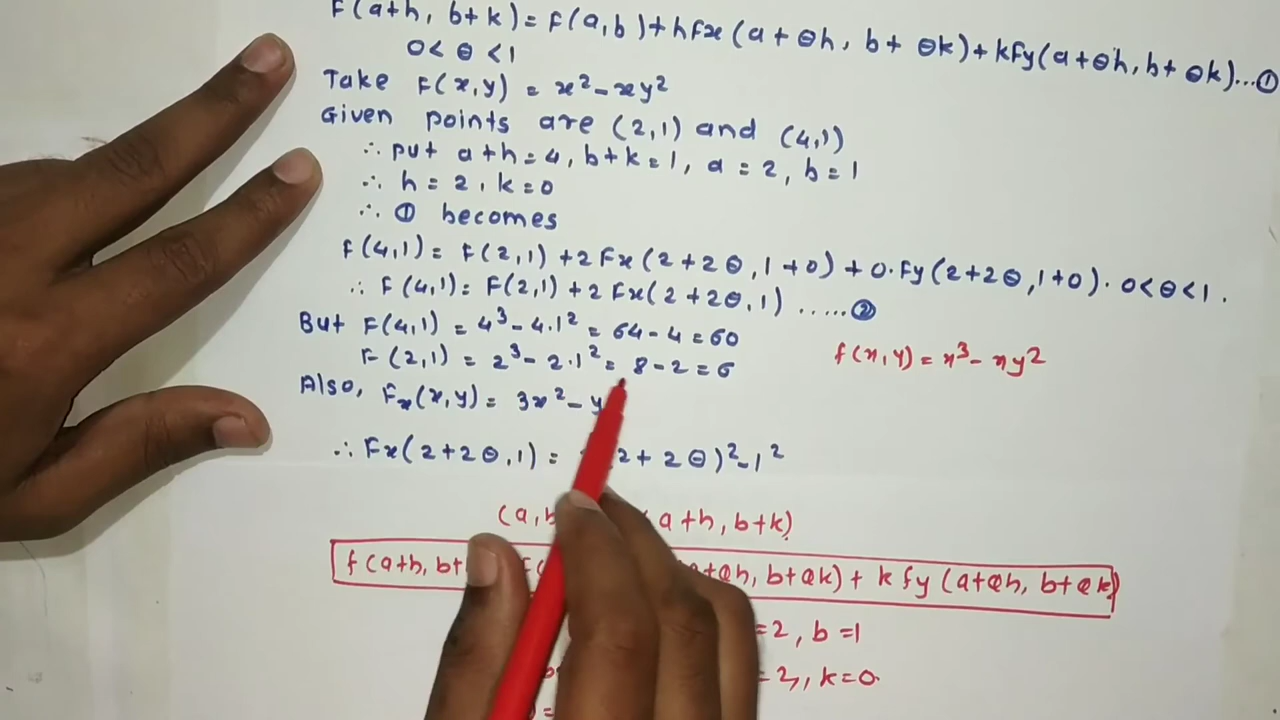 F(a+h, b+k) = F(a,b) + hFx(a+θh, b+θk) + kFy(a+θh, b+θk)...①
0<θ<1
Take F(x,y) = x²-xy²
Given points are (2,1) and (4,1)
∴ put a+h=4, b+k=1, a=2, b=1
∴ h=2, k=0
∴ ① becomes
F(4,1) = F(2,1) + 2Fx(2+2θ, 1+0) + 0.Fy(2+2θ, 1+0). 0<θ<1.
∴ F(4,1) = F(2,1) + 2Fx(2+2θ, 1) ......②
But F(4,1) = 4³-4.1² = 64-4=60
F(2,1) = 2³-2.1² = 8-2=6
f(x,y) = x³-xy²
Also, Fx(x,y) = 3x²-y
∴ Fx(2+2θ,1) = 2+2θ)²-1²
(a,b a+h, b+k)
f(a+h, b+ f( a+θh, b+θk) + k fy (a+θh, b+θk)
=2, b=1
=2, k=0.